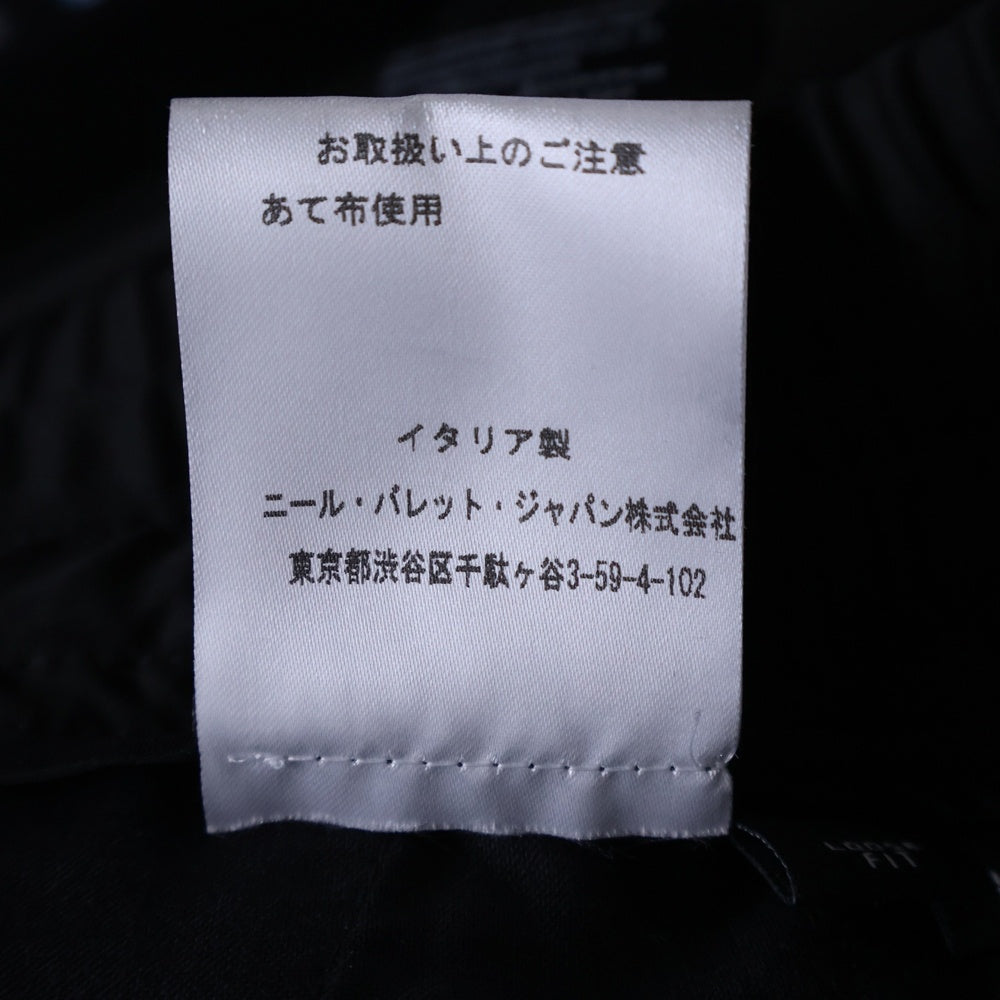 お取扱い上のご注意
あて布使用
イタリア製
ニール・バレット・ジャパン株式会社
東京都渋谷区千駄ヶ谷3-59-4-102
LOOSE
FIT